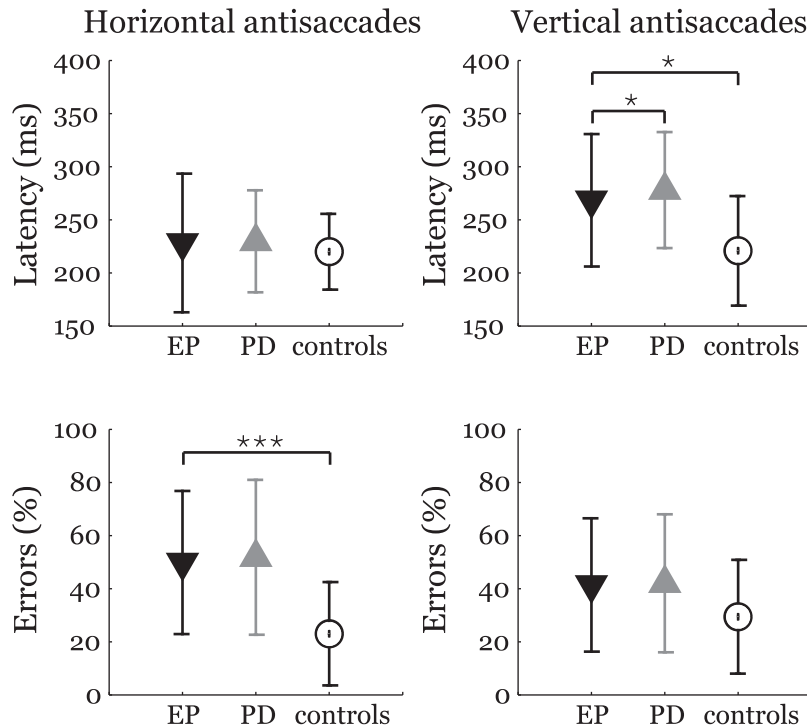 Horizontal antisaccades
Vertical antisaccades
Latency (ms)
400
350
300
250
200
150
EP PD controls
Latency (ms)
400
350
300
250
200
150
*
*
EP PD controls
Errors (%)
100
80
60
40
20
0
***
EP PD controls
Errors (%)
100
80
60
40
20
0
EP PD controls